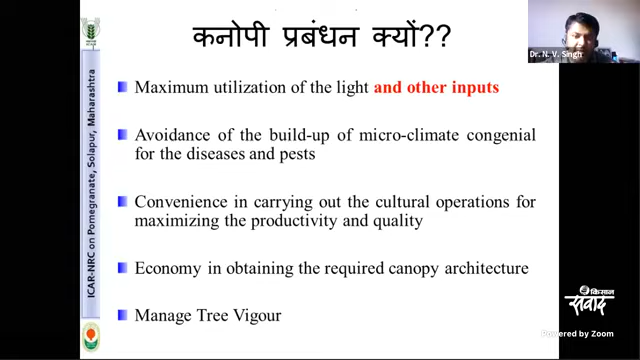 कनोपी प्रबंधन क्यों??
Maximum utilization of the light and other inputs
Avoidance of the build-up of micro-climate congenial
for the diseases and pests
Convenience in carrying out the cultural operations for
maximizing the productivity and quality
Economy in obtaining the required canopy architecture
Manage Tree Vigour
ICAR-NRC on Pomegranate, Solapur, Maharashtra
Dr. N. V. Singh
किसान
संवाद
Powered by Zoom